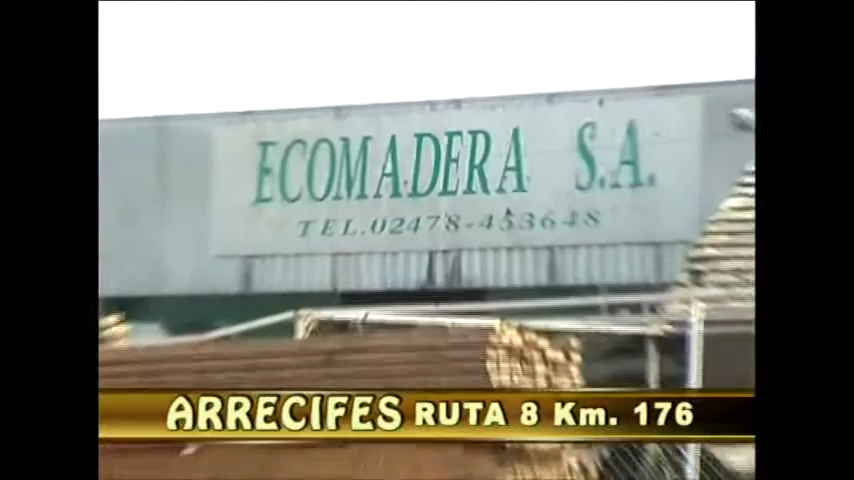 ECOMADERA S.A.
TEL.02478-453648
ARRECIFES RUTA 8 Km. 176